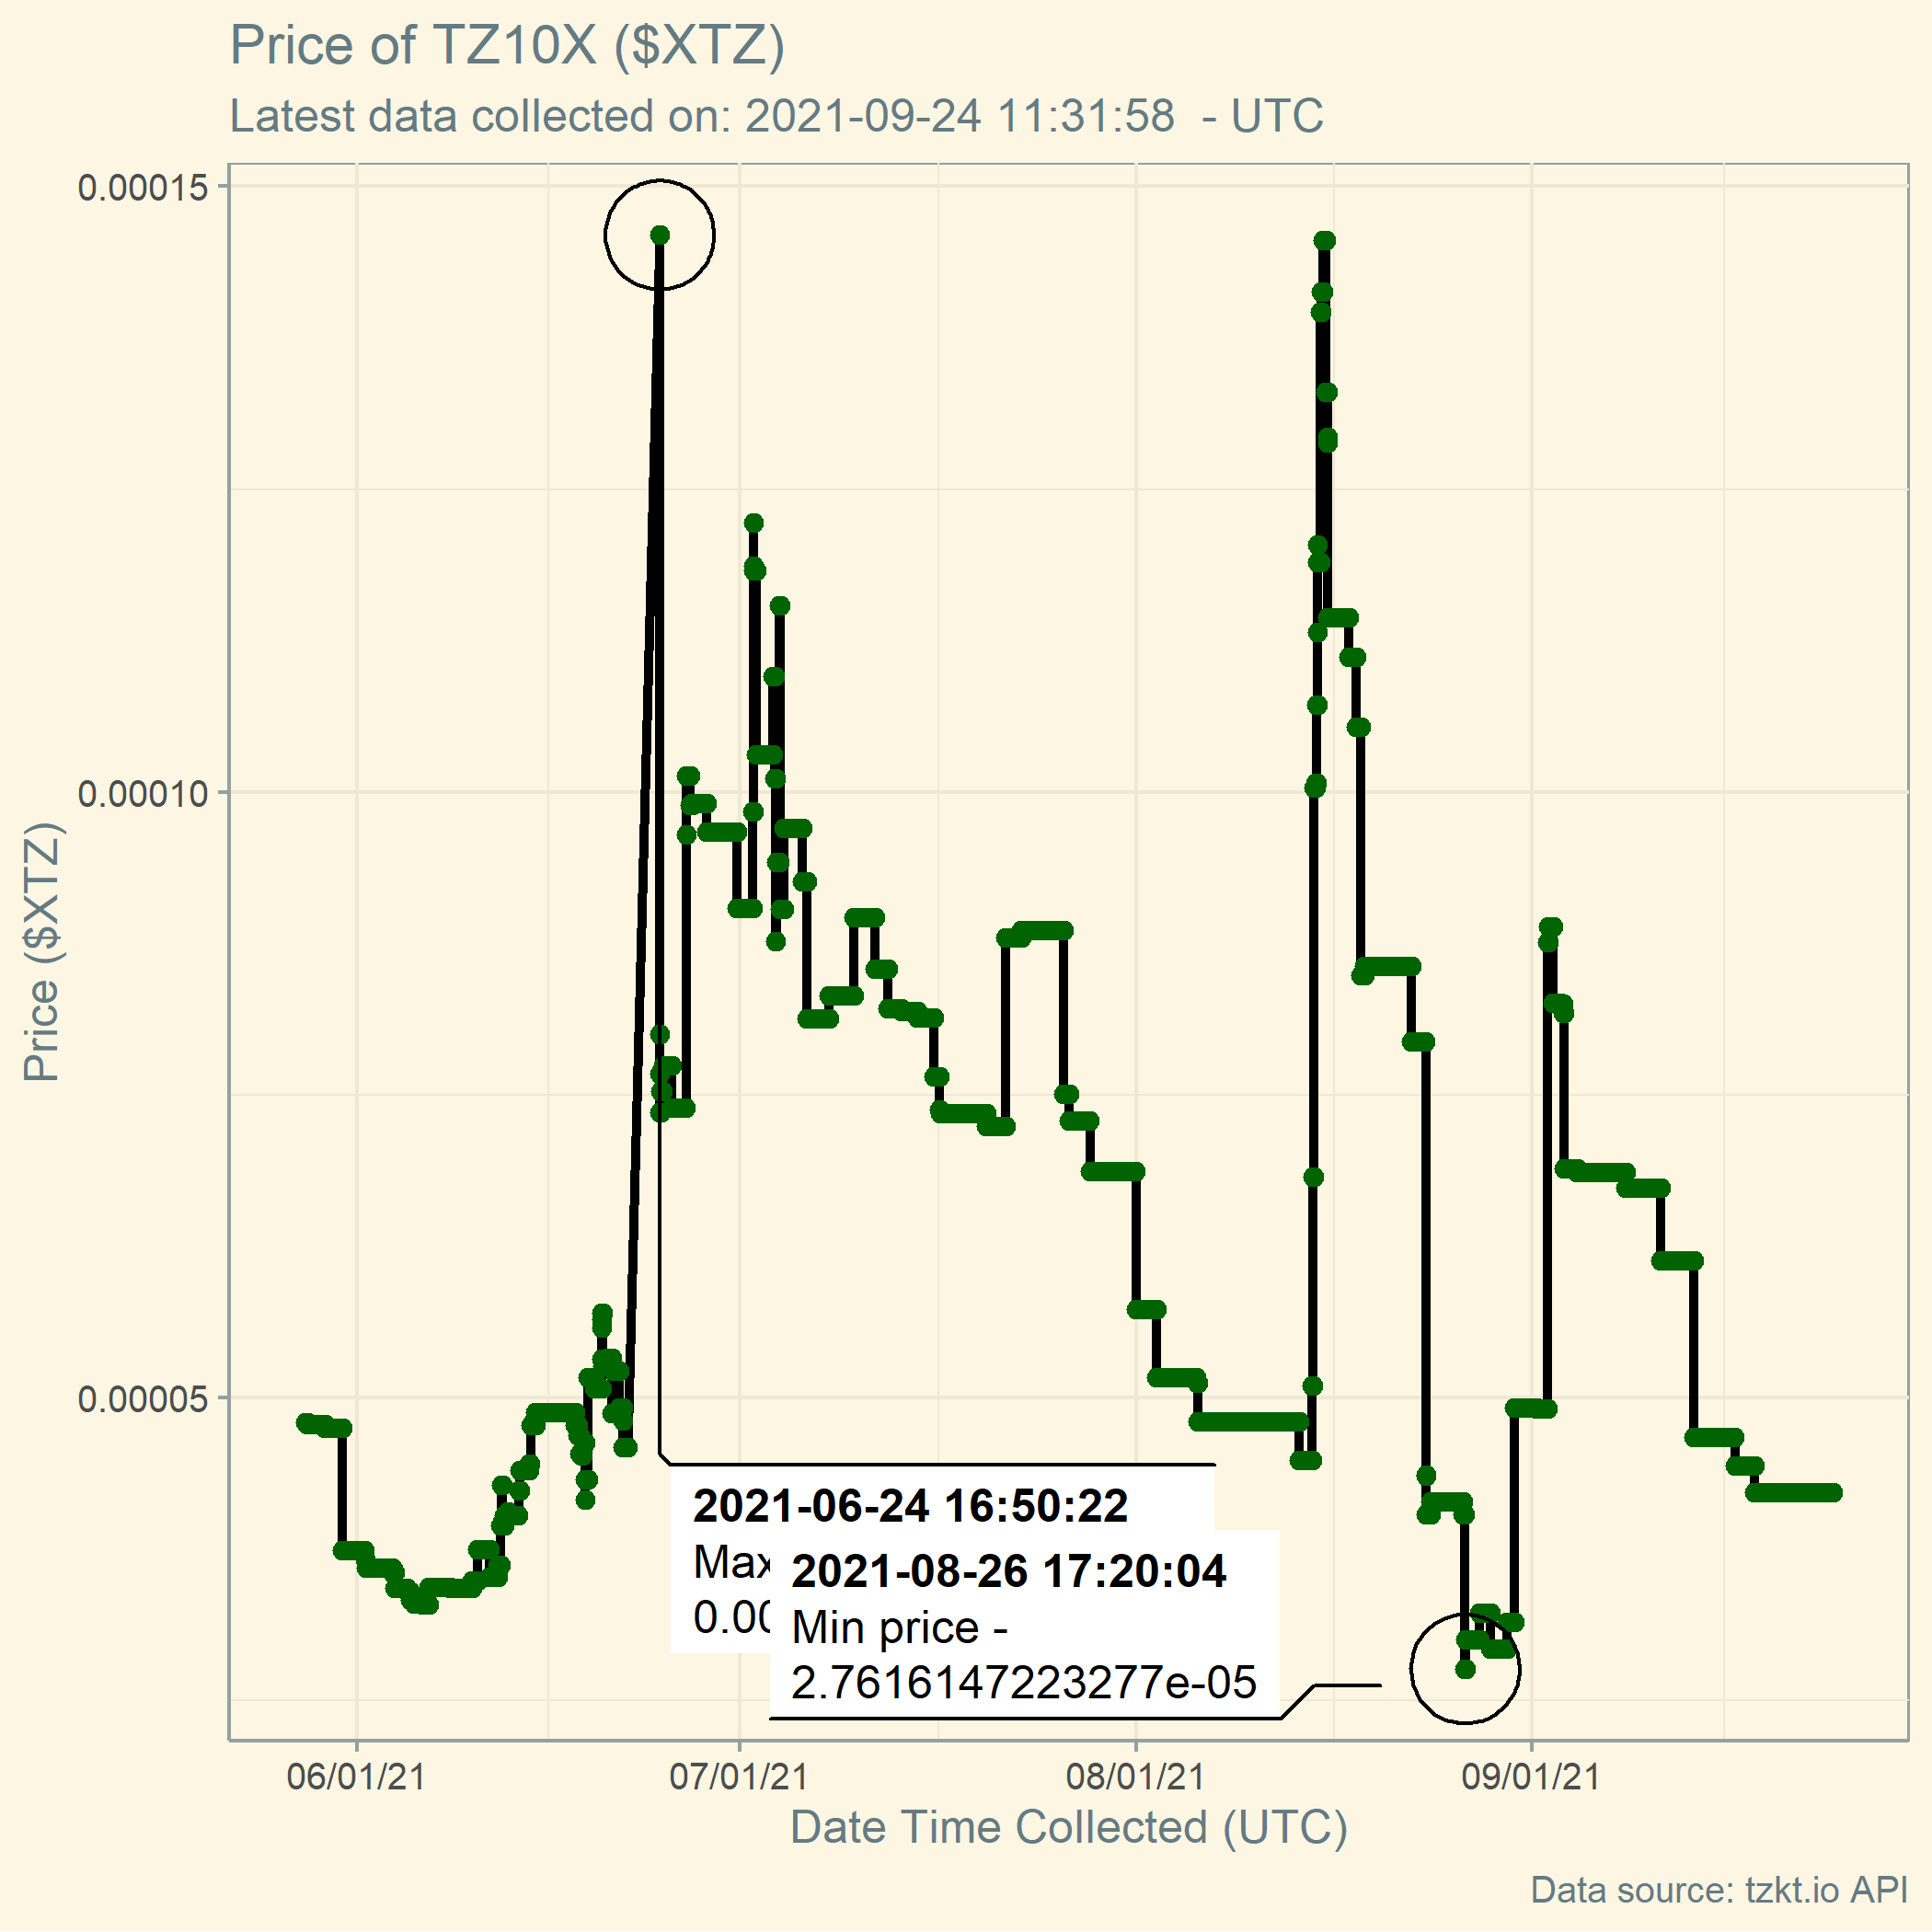 Price of TZ10X ($XTZ)
Latest data collected on: 2021-09-24 11:31:58 - UTC
0.00015
0.00010
0.00005
Price ($XTZ)
2021-06-24 16:50:22
Max
0.00
2021-08-26 17:20:04
Min price -
2.7616147223277e-05
06/01/21
07/01/21
08/01/21
09/01/21
Date Time Collected (UTC)
Data source: tzkt.io API